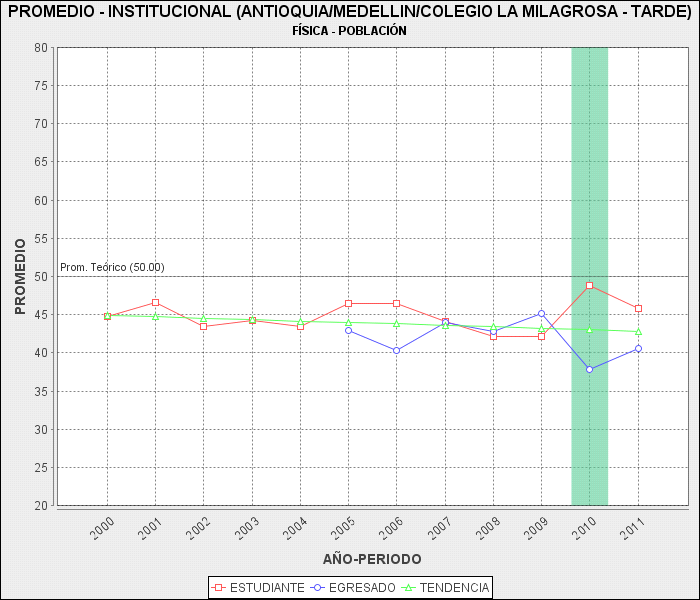 PROMEDIO - INSTITUCIONAL (ANTIOQUIA/MEDELLIN/COLEGIO LA MILAGROSA - TARDE)
FÍSICA - POBLACIÓN
PROMEDIO
80
75
70
65
60
55
50
45
40
35
30
25
20
Prom. Teórico (50.00)
2000 2001 2002 2003 2004 2005 2006 2007 2008 2009 2010 2011
AÑO-PERIODO
ESTUDIANTE EGRESADO TENDENCIA